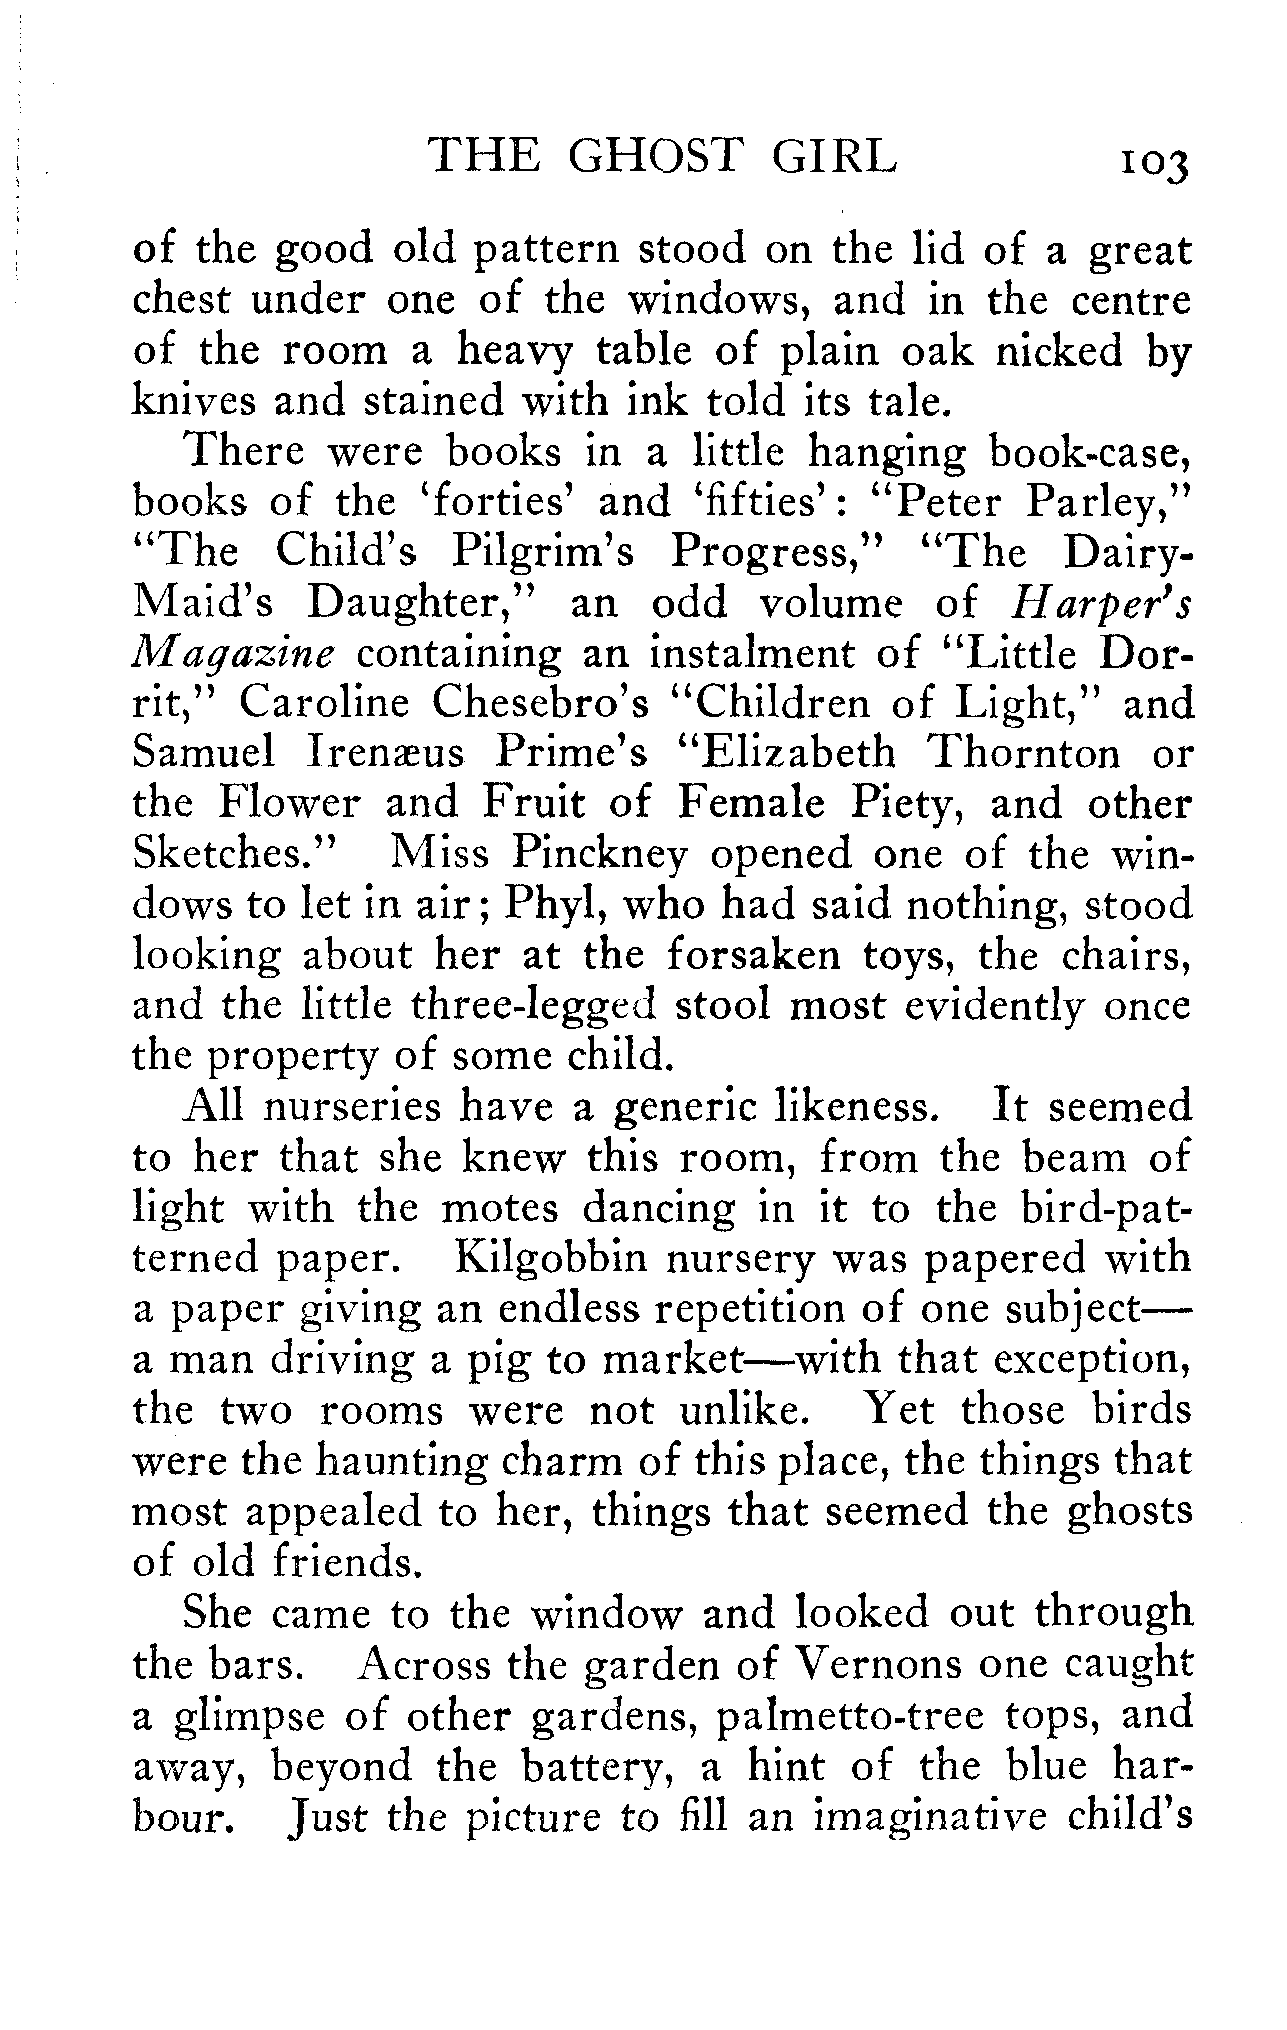 THE GHOST GIRL 103
of the good old pattern stood on the lid of a great
chest under one of the windows, and in the centre
of the room a heavy table of plain oak nicked by
knives and stained with ink told its tale.
There were books in a little hanging book-case,
books of the ‘forties’ and ‘fifties’: “Peter Parley,”
“The Child’s Pilgrim’s Progress,” “The Dairy-
Maid’s Daughter,” an odd volume of Harper’s
Magazine containing an instalment of “Little Dor-
rit,” Caroline Chesebro’s “Children of Light,” and
Samuel Irenæus Prime’s “Elizabeth Thornton or
the Flower and Fruit of Female Piety, and other
Sketches.” Miss Pinckney opened one of the win-
dows to let in air; Phyl, who had said nothing, stood
looking about her at the forsaken toys, the chairs,
and the little three-legged stool most evidently once
the property of some child.
All nurseries have a generic likeness. It seemed
to her that she knew this room, from the beam of
light with the motes dancing in it to the bird-pat-
terned paper. Kilgobbin nursery was papered with
a paper giving an endless repetition of one subject—
a man driving a pig to market—with that exception,
the two rooms were not unlike. Yet those birds
were the haunting charm of this place, the things that
most appealed to her, things that seemed the ghosts
of old friends.
She came to the window and looked out through
the bars. Across the garden of Vernons one caught
a glimpse of other gardens, palmetto-tree tops, and
away, beyond the battery, a hint of the blue har-
bour. Just the picture to fill an imaginative child’s